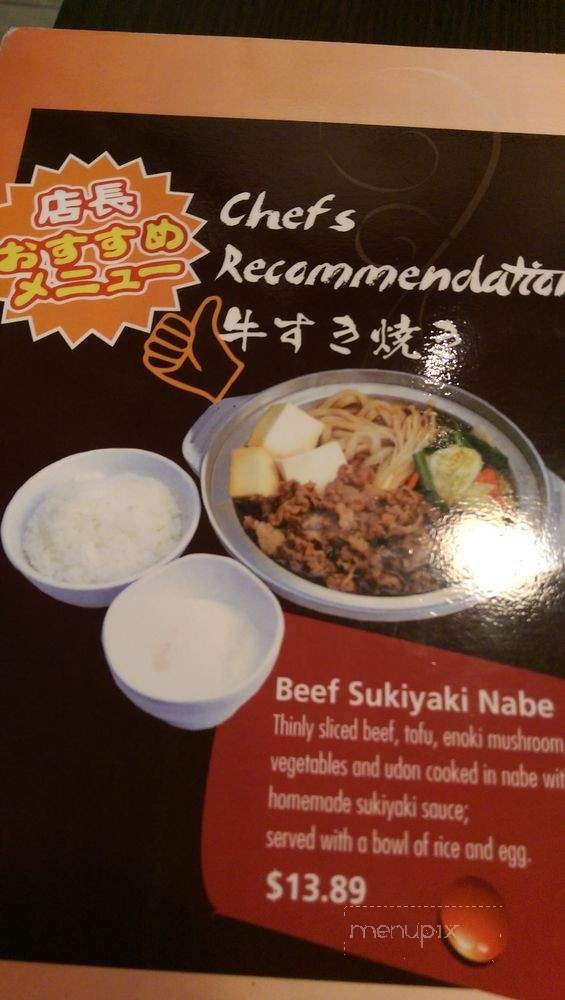 店長
おすすめ
メニュー
Chefs
Recommendation
牛すき焼き
Beef Sukiyaki Nabe
Thinly sliced beef, tofu, enoki mushroom
vegetables and udon cooked in nabe wit
homemade sukiyaki sauce;
served with a bowl of rice and egg.
$13.89
menupix